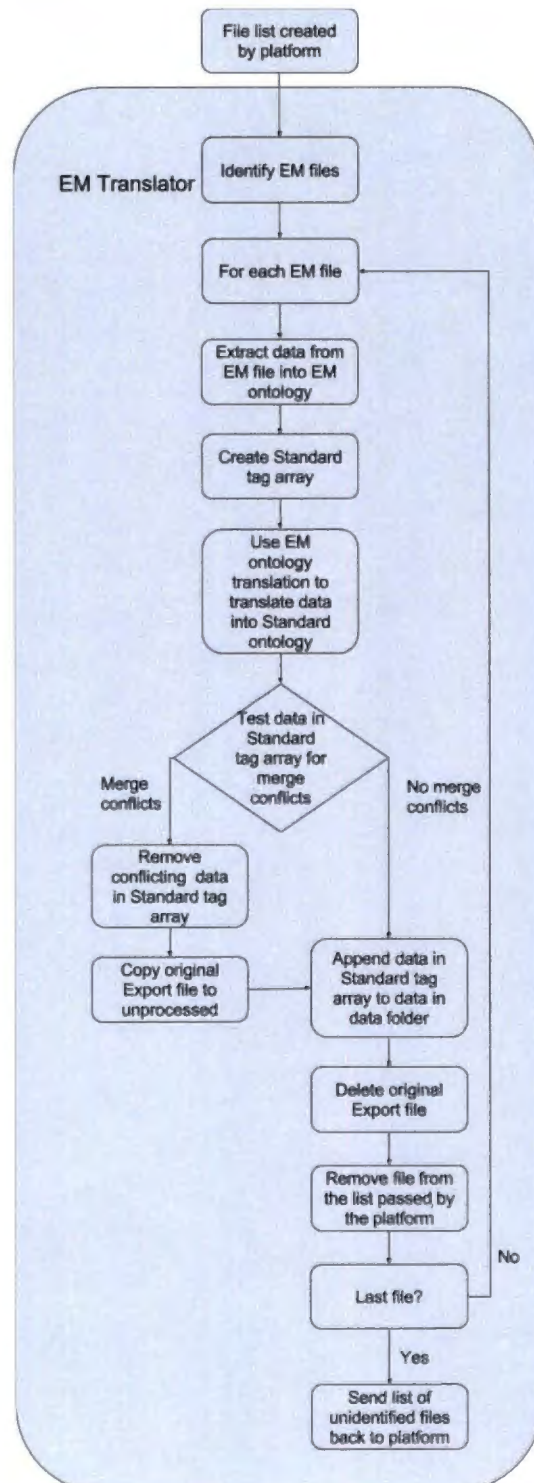 File list created
by platform
EM Translator
Identify EM files
For each EM file
Extract data from
EM file into EM
ontology
Create Standard
tag array
Use EM
ontology
translation to
translate data
into Standard
ontology
Test data in
Standard
tag array for
merge
conflicts
Merge
conflicts
No merge
conflicts
Remove
conflicting data
in Standard tag
array
Copy original
Export file to
unprocessed
Append data in
Standard tag
array to data in
data folder
Delete original
Export file
Remove file from
the list passed by
the platform
Last file?
No
Yes
Send list of
unidentified files
back to platform